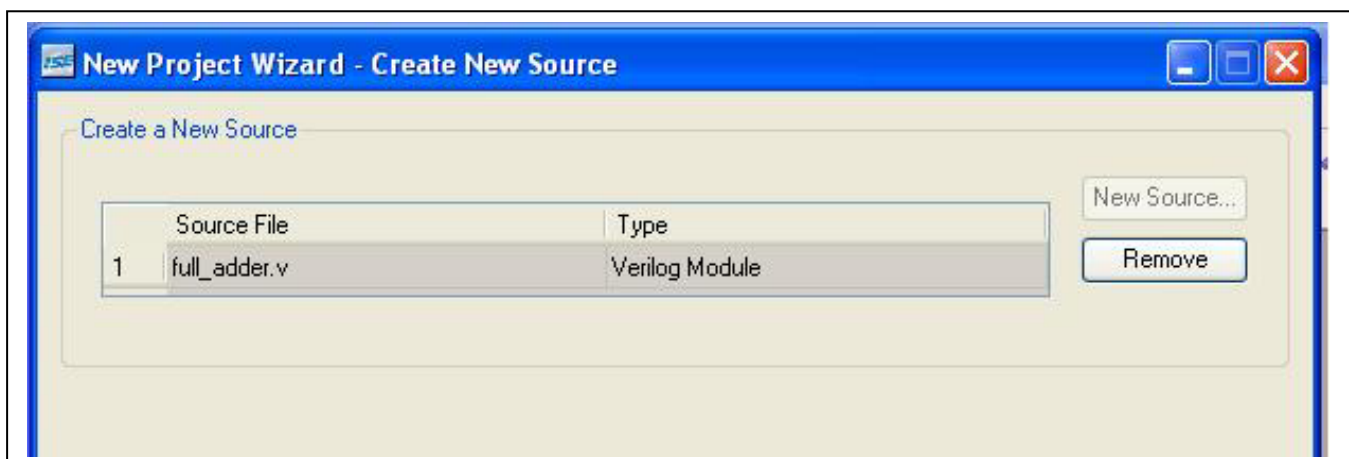 ISE New Project Wizard - Create New Source
Create a New Source
New Source...
Source File Type
Remove
1 full_adder.v Verilog Module